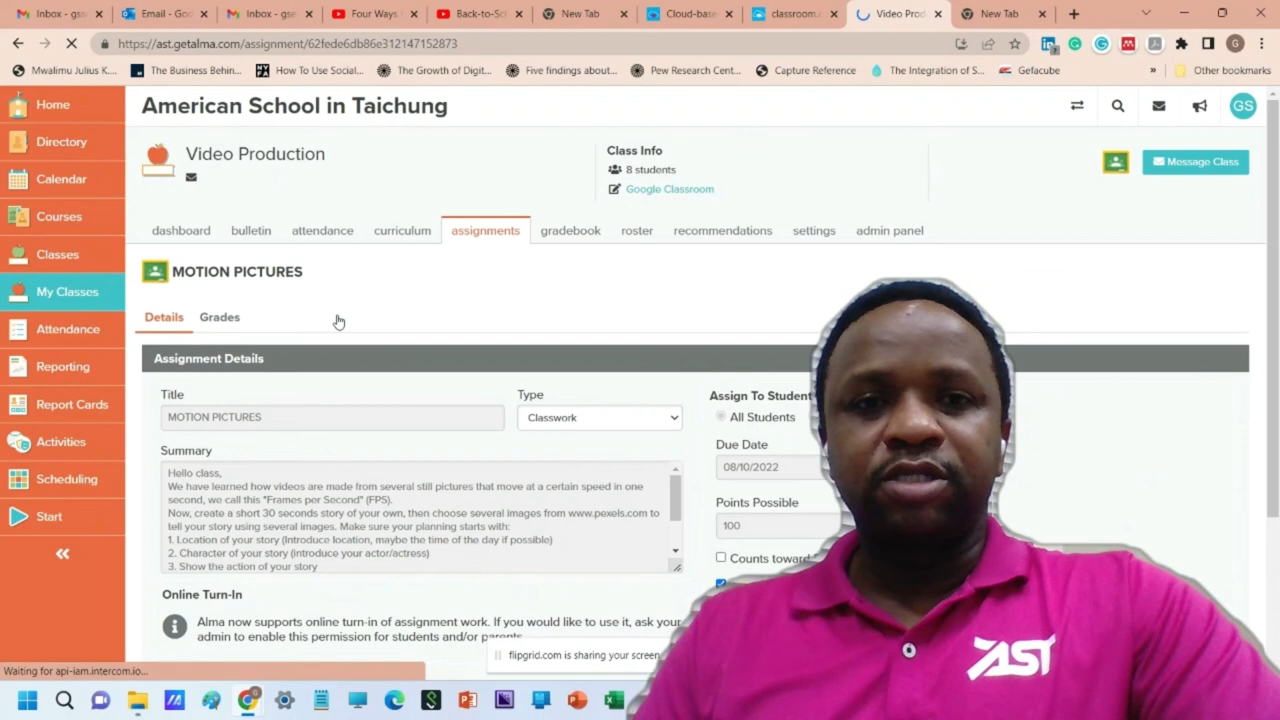 Inbox - gss
Email - Go
Inbox - gse
Four Ways
Back-to-Sc
New Tab
Cloud-base
classroom.
Video Prod
New Tab
https://ast.getalma.com/assignment/62fede6db86e312147152873
Mwalimu Julius K...
The Business Behin...
How To Use Social...
The Growth of Digit...
Five findings about...
Pew Research Cent...
Capture Reference
The Integration of S...
Gefacube
»
Other bookmarks
Home
Directory
Calendar
Courses
Classes
My Classes
Attendance
Reporting
Report Cards
Activities
Scheduling
Start
American School in Taichung
GS
Video Production
Class Info
8 students
Google Classroom
Message Class
dashboard bulletin attendance curriculum assignments gradebook roster recommendations settings admin panel
MOTION PICTURES
Details Grades
Assignment Details
Title
MOTION PICTURES
Type
Classwork
Summary
Hello class,
We have learned how videos are made from several still pictures that move at a certain speed in one
second, we call this "Frames per Second" (FPS).
Now, create a short 30 seconds story of your own, then choose several images from www.pexels.com to
tell your story using several images. Make sure your planning starts with:
1. Location of your story (Introduce location, maybe the time of the day if possible)
2. Character of your story (introduce your actor/actress)
3. Show the action of your story
Assign To Student
All Students
Due Date
08/10/2022
Points Possible
100
Counts toward
Online Turn-In
Alma now supports online turn-in of assignment work. If you would like to use it, ask your
admin to enable this permission for students and/or parents.
flipgrid.com is sharing your screen
Waiting for api-iam.intercom.io...
AST